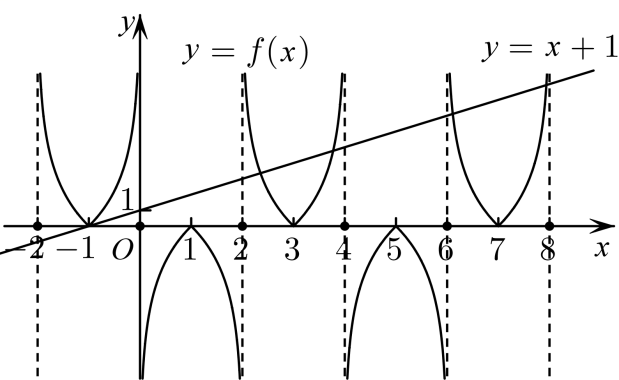 y
y = f(x)
y = x + 1
1
−2 −1 O 1 2 3 4 5 6 7 8 x